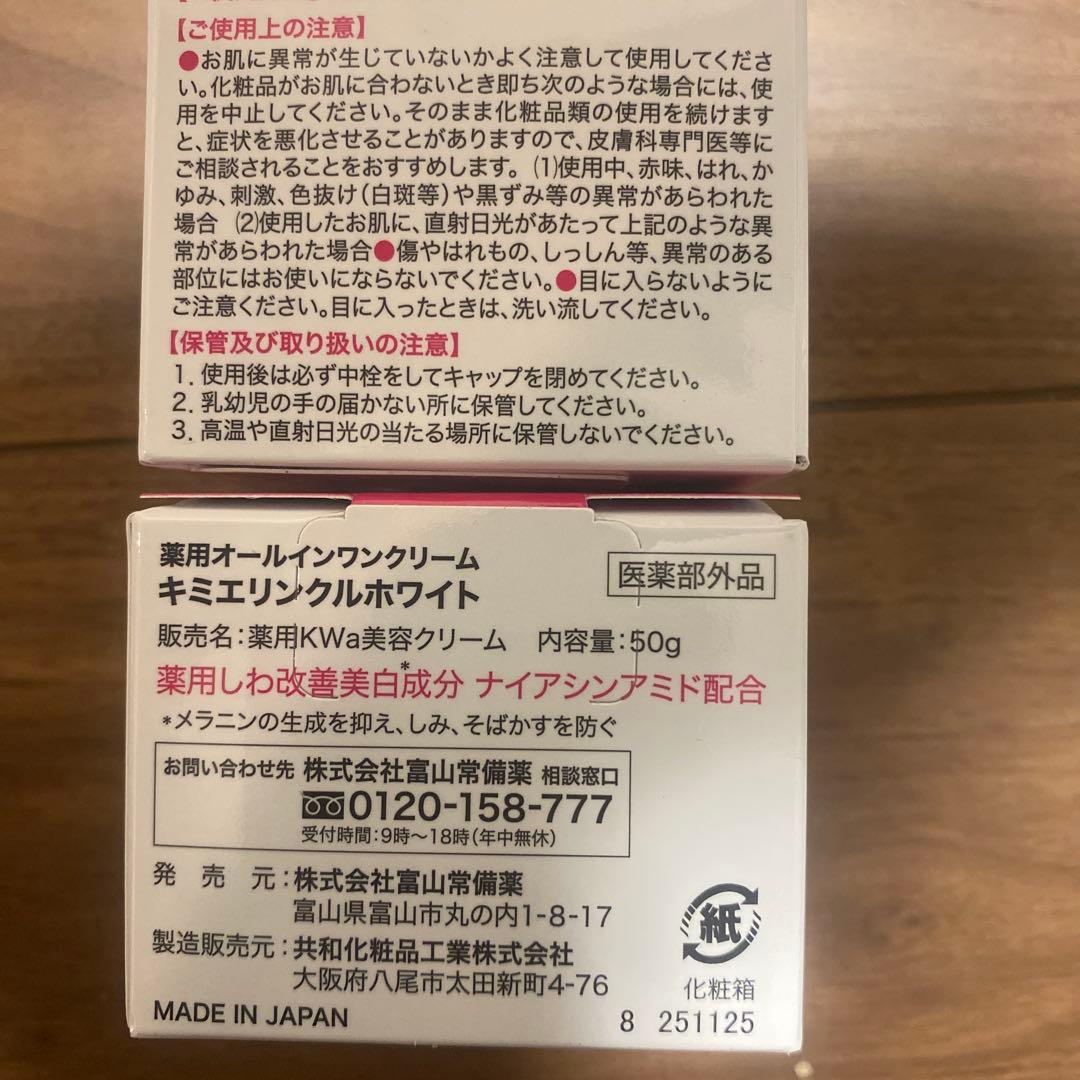 【ご使用上の注意】
●お肌に異常が生じていないかよく注意して使用してくださ
い。化粧品がお肌に合わないとき即ち次のような場合には、使
用を中止してください。そのまま化粧品類の使用を続けます
と、症状を悪化させることがありますので、皮膚科専門医等に
ご相談されることをおすすめします。(1)使用中、赤味、はれ、か
ゆみ、刺激、色抜け(白斑等)や黒ずみ等の異常があらわれた
場合 (2)使用したお肌に、直射日光があたって上記のような異
常があらわれた場合●傷やはれもの、しっしん等、異常のある
部位にはお使いにならないでください。●目に入らないように
ご注意ください。目に入ったときは、洗い流してください。
【保管及び取り扱いの注意】
1. 使用後は必ず中栓をしてキャップを閉めてください。
2. 乳幼児の手の届かない所に保管してください。
3. 高温や直射日光の当たる場所に保管しないでください。
薬用オールインワンクリーム
キミエリンクルホワイト
医薬部外品
販売名:薬用KWa美容クリーム 内容量:50g
薬用しわ改善美白*成分 ナイアシンアミド配合
*メラニンの生成を抑え、しみ、そばかすを防ぐ
お問い合わせ先 株式会社富山常備薬 相談窓口
0120-158-777
受付時間:9時〜18時(年中無休)
発売元:株式会社富山常備薬
富山県富山市丸の内1-8-17
製造販売元:共和化粧品工業株式会社
大阪府八尾市太田新町4-76
紙
化粧箱
MADE IN JAPAN
8 251125